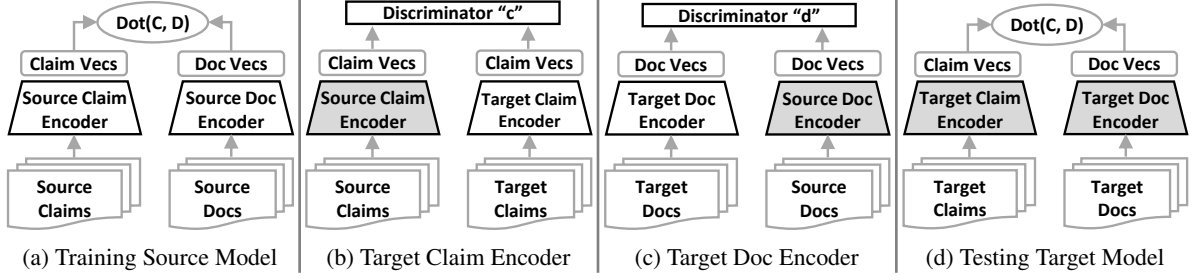 Dot(C, D)
Claim Vecs
Doc Vecs
Source Claim
Encoder
Source Doc
Encoder
Source
Claims
Source
Docs
(a) Training Source Model
Discriminator “c”
Claim Vecs
Claim Vecs
Source Claim
Encoder
Target Claim
Encoder
Source
Claims
Target
Claims
(b) Target Claim Encoder
Discriminator “d”
Doc Vecs
Doc Vecs
Target Doc
Encoder
Source Doc
Encoder
Target
Docs
Source
Docs
(c) Target Doc Encoder
Dot(C, D)
Claim Vecs
Doc Vecs
Target Claim
Encoder
Target Doc
Encoder
Target
Claims
Target
Docs
(d) Testing Target Model